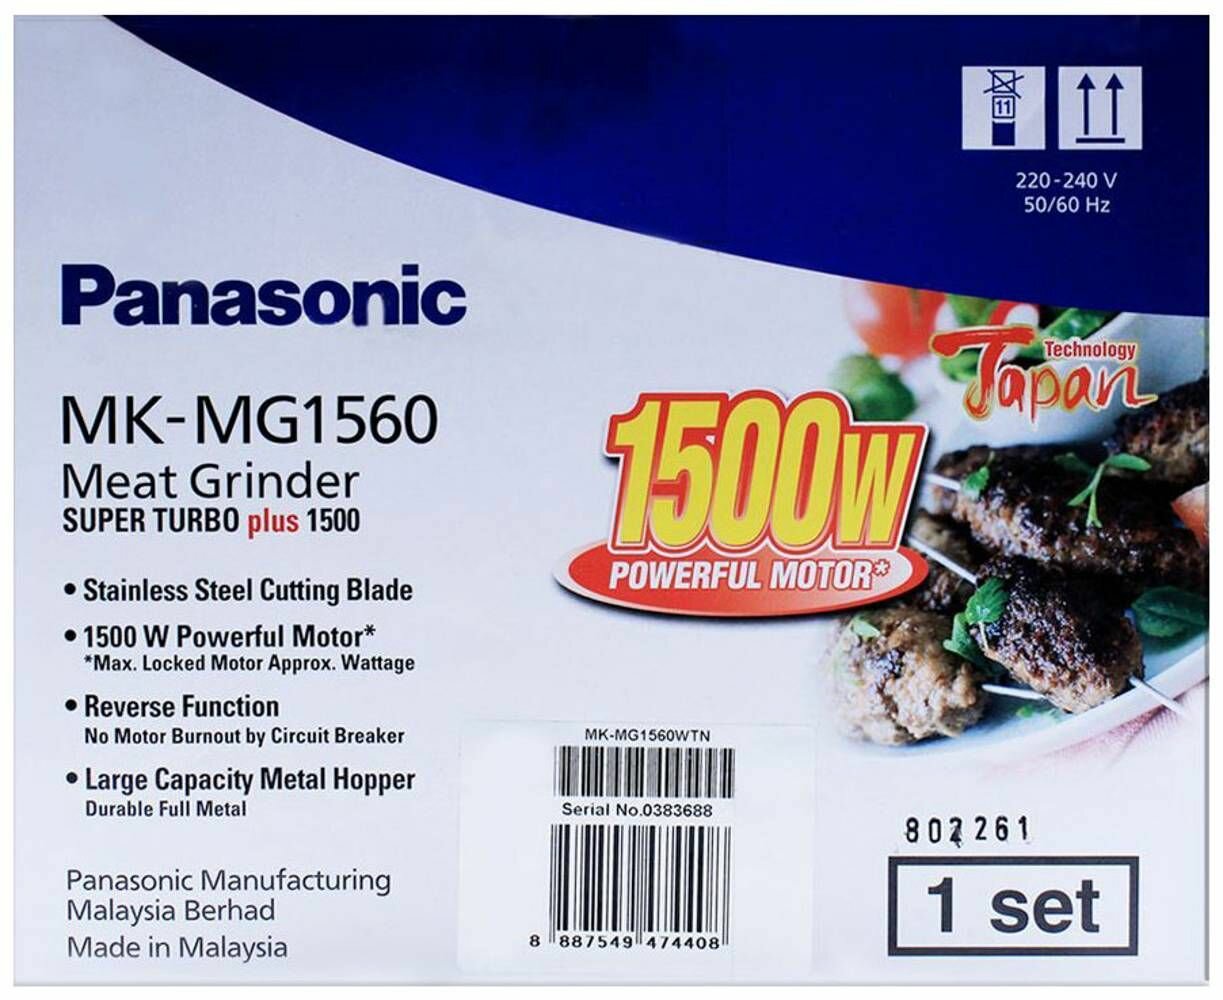 11
220-240 V
50/60 Hz
Panasonic
Technology
Japan
MK-MG1560
Meat Grinder
SUPER TURBO plus 1500
1500W
POWERFUL MOTOR*
• Stainless Steel Cutting Blade
• 1500 W Powerful Motor*
*Max. Locked Motor Approx. Wattage
• Reverse Function
No Motor Burnout by Circuit Breaker
• Large Capacity Metal Hopper
Durable Full Metal
Panasonic Manufacturing
Malaysia Berhad
Made in Malaysia
MK-MG1560WTN
Serial No.0383688
8 887549 474408
1 set